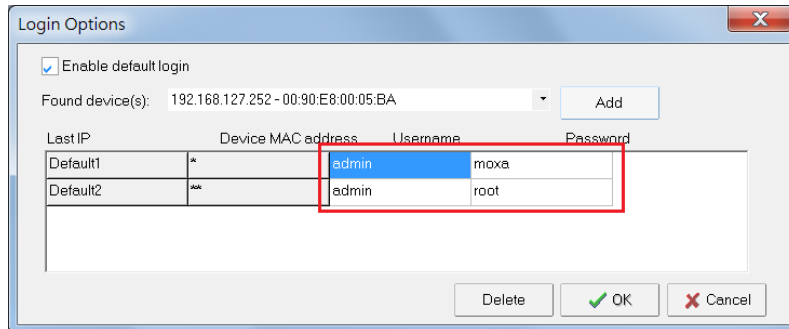 Login Options
Enable default login
Found device(s): 192.168.127.252 - 00:90:E8:00:05:BA Add
Last IP Device MAC address Username Password
Default1 * admin moxa
Default2 ** admin root
Delete OK Cancel